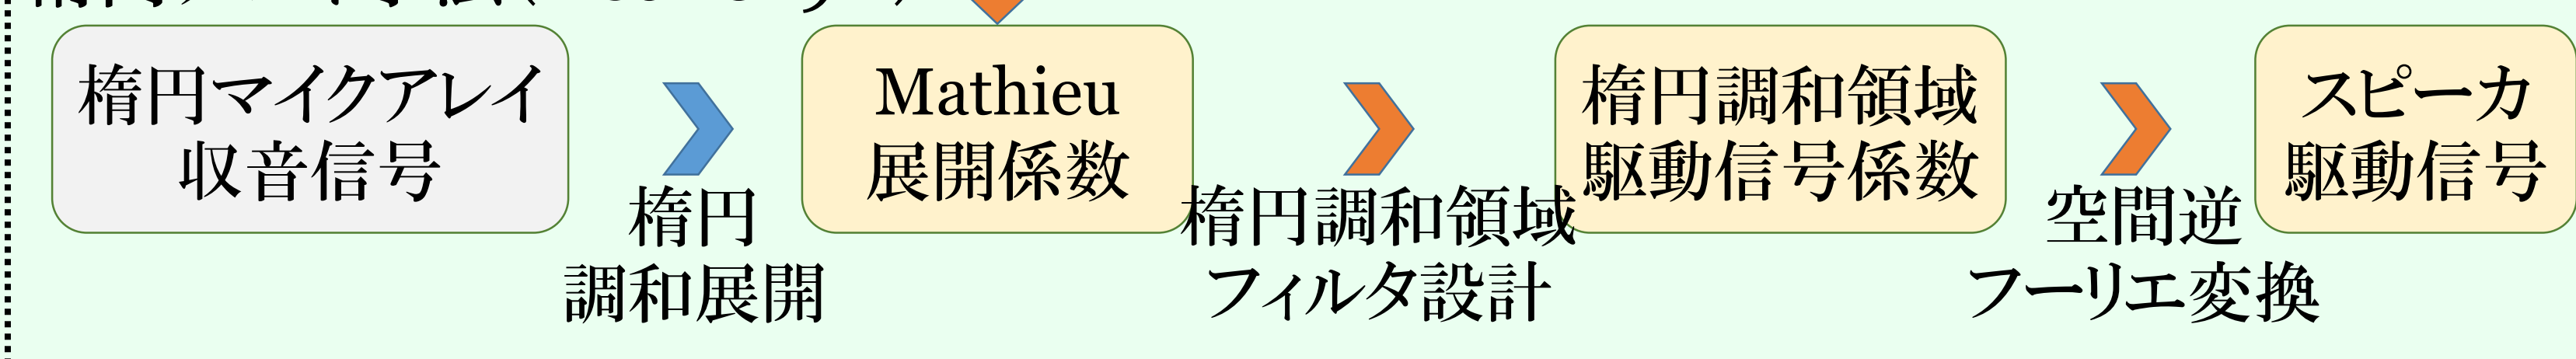 楕円マイクアレイ
収音信号
楕円
調和展開
Mathieu
展開係数
楕円調和領域
フィルタ設計
楕円調和領域
駆動信号係数
空間逆
フーリエ変換
スピーカ
駆動信号